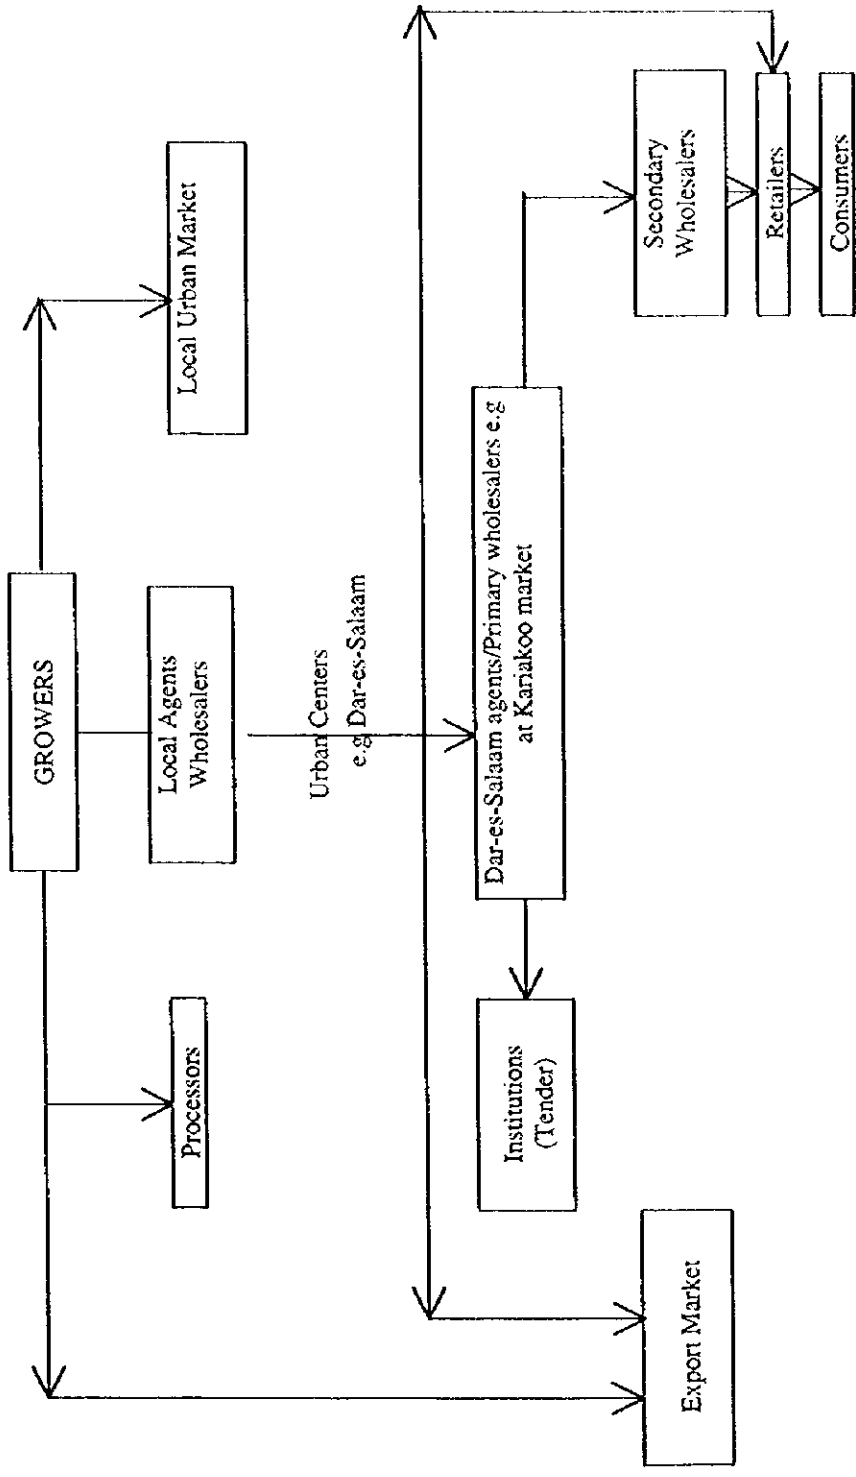 GROWERS
Local Agents
Wholesalers
Local Urban Market
Processors
Urban Centers
e.g Dar-es-Salaam
Dar-es-Salaam agents/Primary wholesalers e.g
at Kariakoo market
Institutions
(Tender)
Export Market
Secondary
Wholesalers
Retailers
Consumers